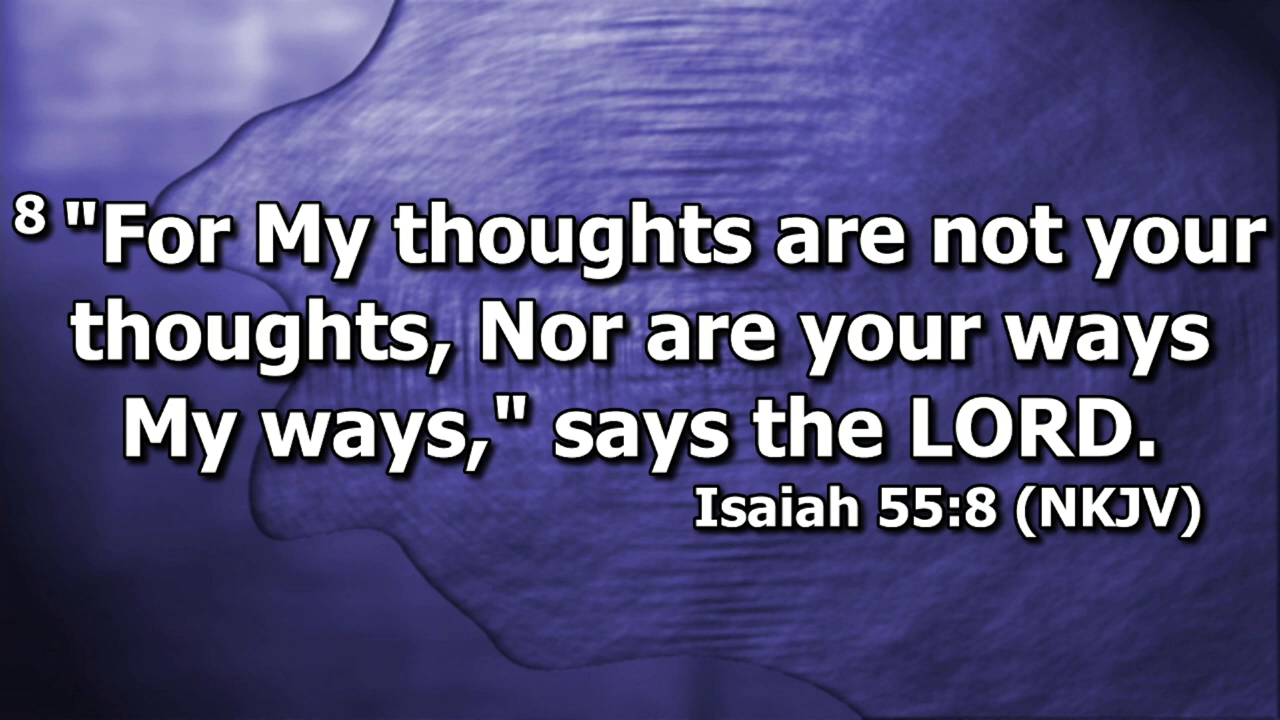 8 "For My thoughts are not your
thoughts, Nor are your ways
My ways," says the LORD.
Isaiah 55:8 (NKJV)